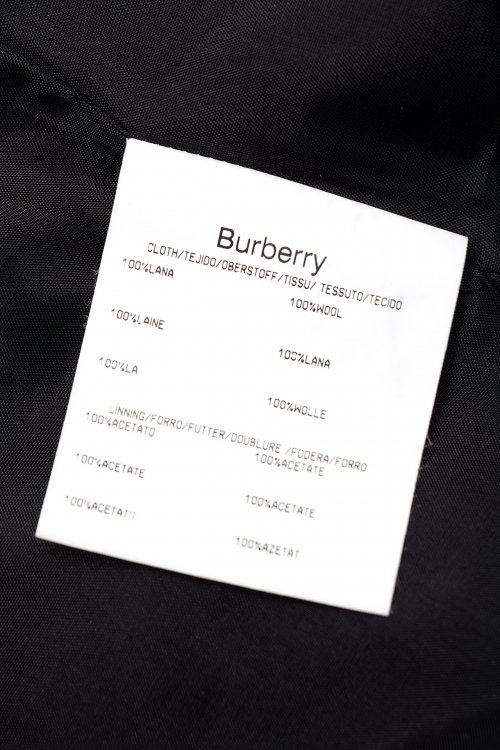 Burberry
CLOTH/TEJIDO/OBERSTOFF/TISSU/ TESSUTO/TECIDO
100%LANA
100%WOOL
100%LAINE
100%LANA
100%LA
100%WOLLE
LINNING/FORRO/FUTTER/DOUBLURE /FODERA/FORRO
100%ACETATO
100%ACETATE
100%ACETATE
100%ACETATE
100%ACETATO
100%AZETAT